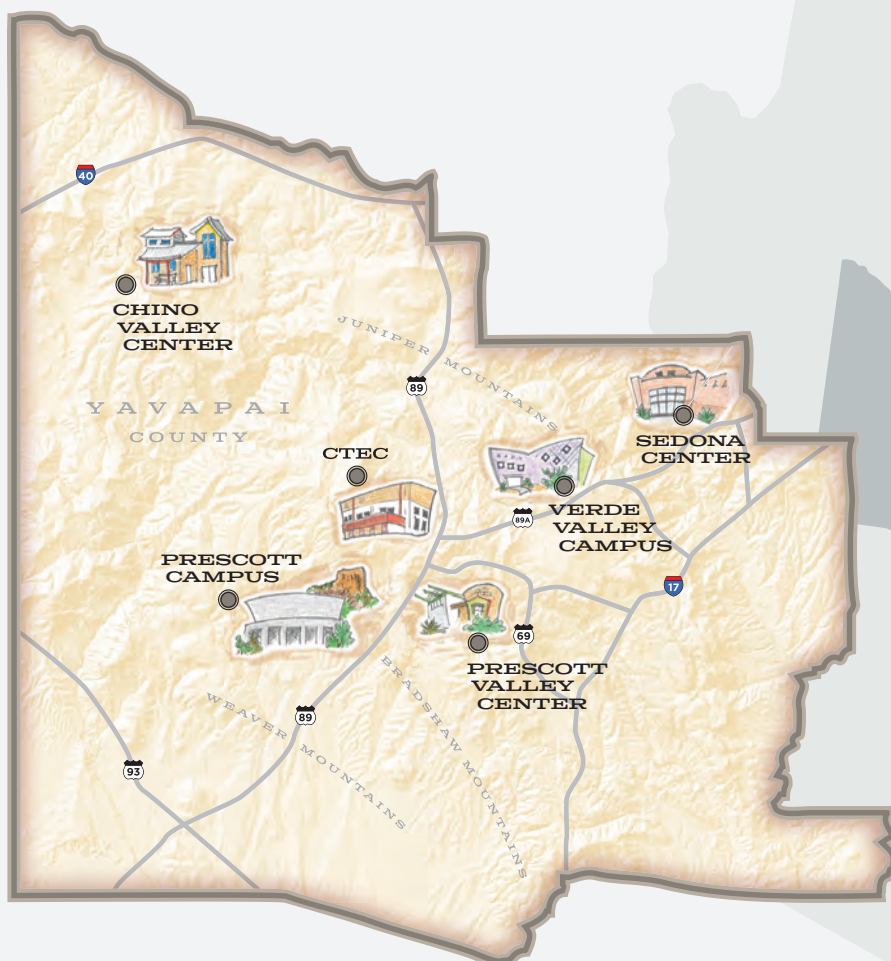 40
CHINO
VALLEY
CENTER
JUNIPER MOUNTAINS
89
YAVAPAI
COUNTY
SEDONA
CENTER
CTEC
VERDE
VALLEY
CAMPUS
89A
PRESCOTT
CAMPUS
17
69
PRESCOTT
VALLEY
CENTER
BRADSHAW MOUNTAINS
WEAVER MOUNTAINS
89
93